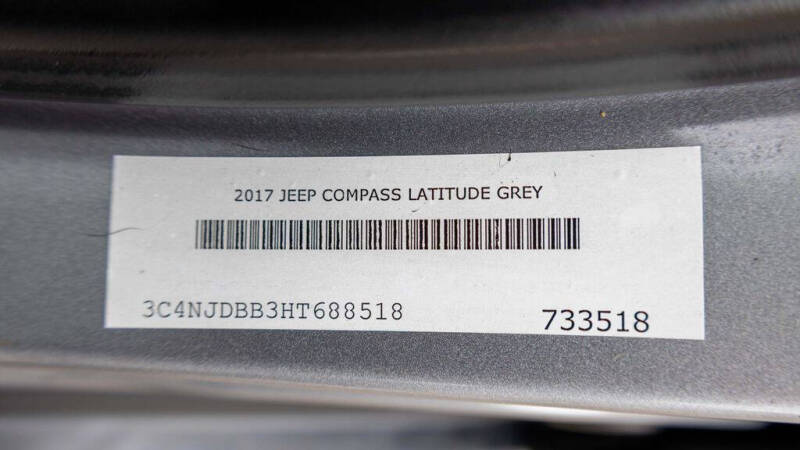 2017 JEEP COMPASS LATITUDE GREY
3C4NJDBB3HT688518
733518